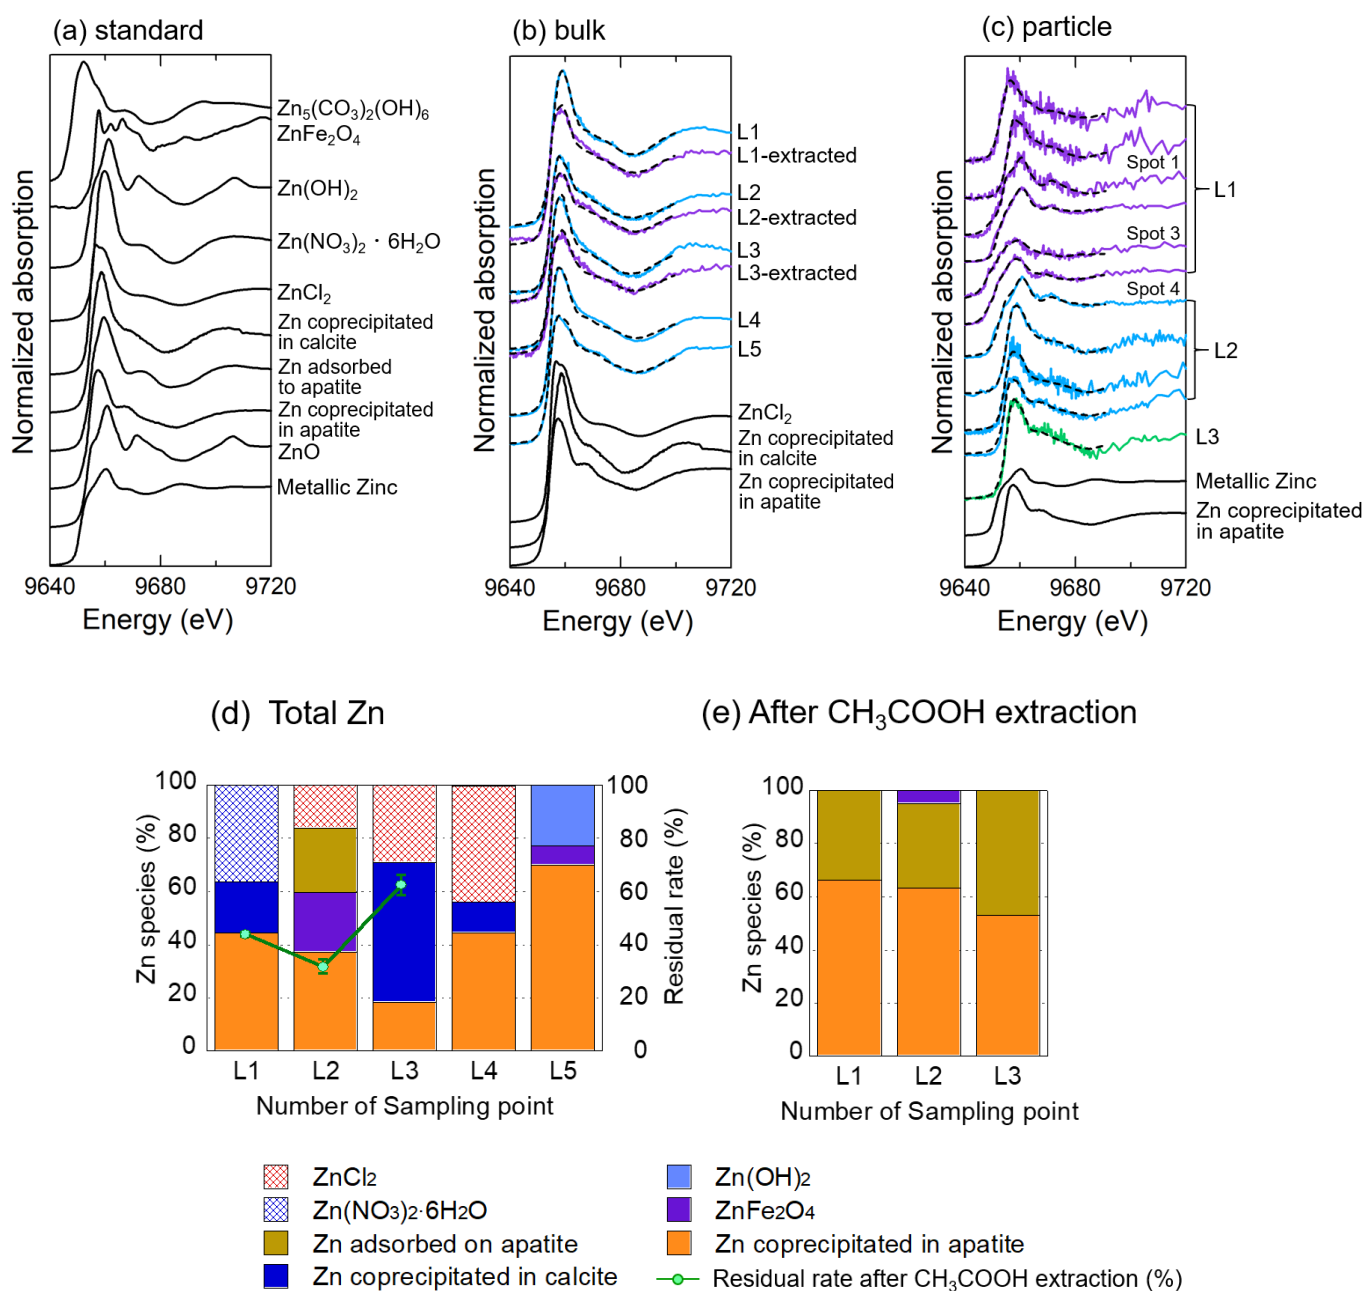 (a) standard
Normalized absorption
Zn5(CO3)2(OH)6
ZnFe2O4
Zn(OH)2
Zn(NO3)2・6H2O
ZnCl2
Zn coprecipitated
in calcite
Zn adsorbed
to apatite
Zn coprecipitated
in apatite
ZnO
Metallic Zinc
9640 9680 9720
Energy (eV)
(b) bulk
Normalized absorption
L1
L1-extracted
L2
L2-extracted
L3
L3-extracted
L4
L5
ZnCl2
Zn coprecipitated
in calcite
Zn coprecipitated
in apatite
9640 9680 9720
Energy (eV)
(c) particle
Normalized absorption
Spot 1
L1
Spot 3
Spot 4
L2
L3
Metallic Zinc
Zn coprecipitated
in apatite
9640 9680 9720
Energy (eV)
(d) Total Zn
Zn species (%)
100
80
60
40
20
0
100
80
60
40
20
0
Residual rate (%)
L1 L2 L3 L4 L5
Number of Sampling point
(e) After CH3COOH extraction
Zn species (%)
100
80
60
40
20
0
L1 L2 L3
Number of Sampling point
ZnCl2
Zn(NO3)2·6H2O
Zn adsorbed on apatite
Zn coprecipitated in calcite
Zn(OH)2
ZnFe2O4
Zn coprecipitated in apatite
Residual rate after CH3COOH extraction (%)